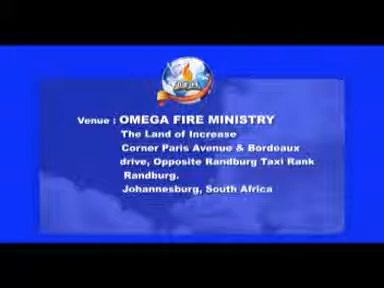 Venue : OMEGA FIRE MINISTRY
The Land of Increase
Corner Paris Avenue & Bordeaux
drive, Opposite Randburg Taxi Rank
Randburg.
Johannesburg, South Africa